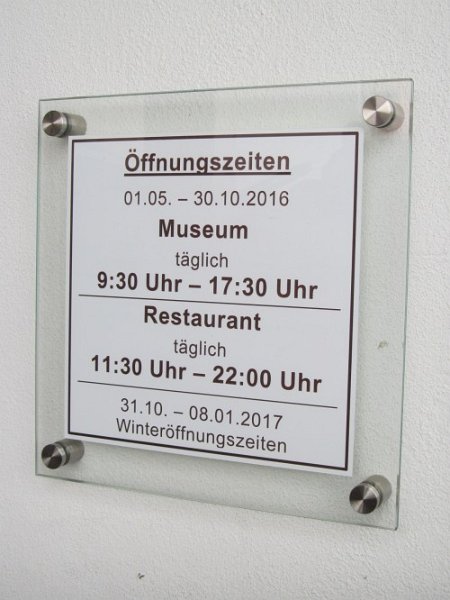 Öffnungszeiten
01.05. – 30.10.2016
Museum
täglich
9:30 Uhr – 17:30 Uhr
Restaurant
täglich
11:30 Uhr – 22:00 Uhr
31.10. – 08.01.2017
Winteröffnungszeiten